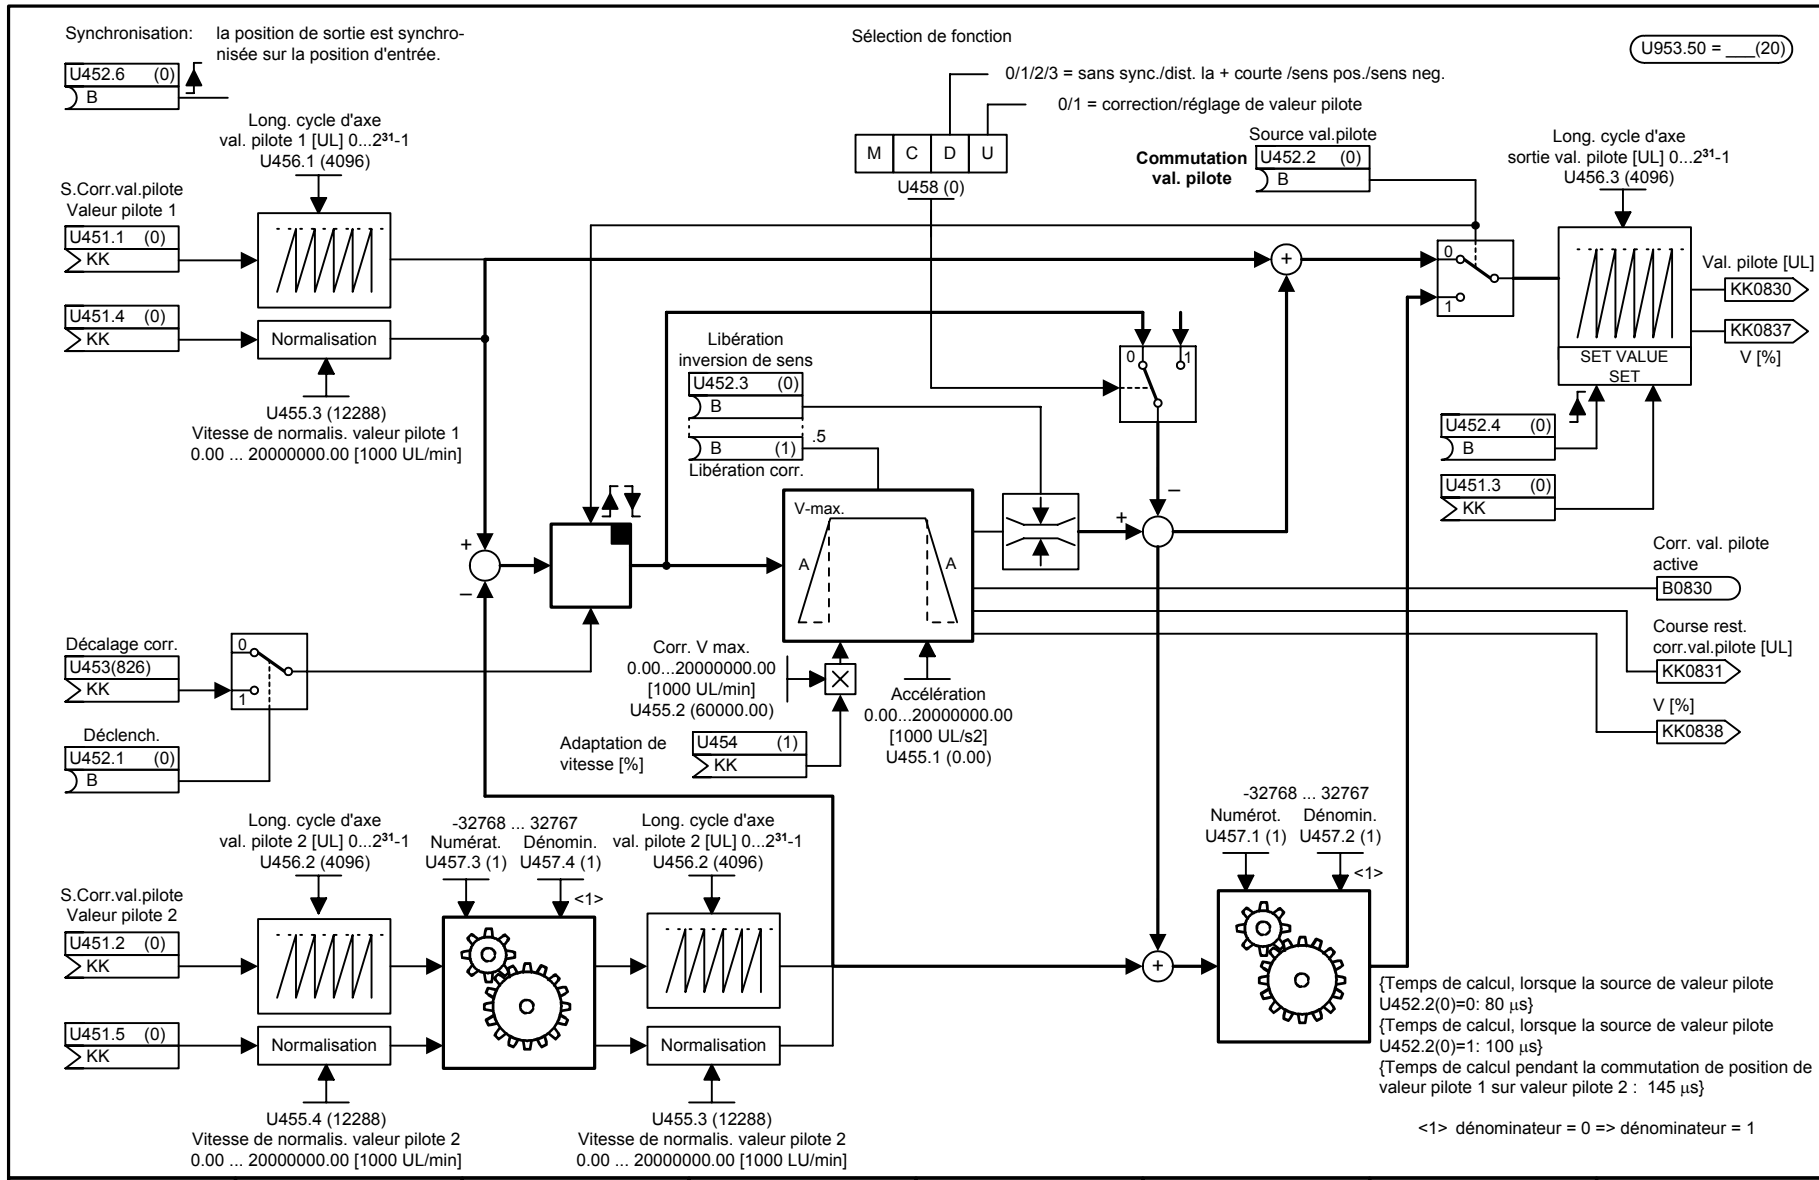 Synchronisation: la position de sortie est synchro-
nisée sur la position d'entrée.
U452.6 (0)
B
Sélection de fonction
U953.50 = ___(20)
0/1/2/3 = sans sync./dist. la + courte /sens pos./sens neg.
0/1 = correction/réglage de valeur pilote
M C D U
U458 (0)
Long. cycle d'axe
val. pilote 1 [UL] 0...2³¹-1
U456.1 (4096)
Source val.pilote
Commutation
val. pilote
U452.2 (0)
B
Long. cycle d'axe
sortie val. pilote [UL] 0...2³¹-1
U456.3 (4096)
S.Corr.val.pilote
Valeur pilote 1
U451.1 (0)
KK
U451.4 (0)
KK
Normalisation
U455.3 (12288)
Vitesse de normalis. valeur pilote 1
0.00 ... 20000000.00 [1000 UL/min]
+
0
1
Val. pilote [UL]
KK0830
KK0837
V [%]
SET VALUE
SET
U452.4 (0)
B
U451.3 (0)
KK
Libération
inversion de sens
U452.3 (0)
B
B (1) .5
Libération corr.
0
1
–
+
V-max.
A
A
+
–
Corr. val. pilote
active
B0830
Course rest.
corr.val.pilote [UL]
KK0831
V [%]
KK0838
Décalage corr.
U453(826)
KK
0
1
Déclench.
U452.1 (0)
B
Corr. V max.
0.00...20000000.00
[1000 UL/min]
U455.2 (60000.00)
Accélération
0.00...20000000.00
[1000 UL/s2]
U455.1 (0.00)
Adaptation de
vitesse [%]
U454 (1)
KK
Long. cycle d'axe
val. pilote 2 [UL] 0...2³¹-1
U456.2 (4096)
-32768 ... 32767
Numérat. Dénomin.
U457.3 (1) U457.4 (1)
<1>
Long. cycle d'axe
val. pilote 2 [UL] 0...2³¹-1
U456.2 (4096)
-32768 ... 32767
Numérot. Dénomin.
U457.1 (1) U457.2 (1)
<1>
S.Corr.val.pilote
Valeur pilote 2
U451.2 (0)
KK
U451.5 (0)
KK
Normalisation
Normalisation
+
U455.4 (12288)
Vitesse de normalis. valeur pilote 2
0.00 ... 20000000.00 [1000 UL/min]
U455.3 (12288)
Vitesse de normalis. valeur pilote 2
0.00 ... 20000000.00 [1000 LU/min]
{Temps de calcul, lorsque la source de valeur pilote
U452.2(0)=0: 80 µs}
{Temps de calcul, lorsque la source de valeur pilote
U452.2(0)=1: 100 µs}
{Temps de calcul pendant la commutation de position de
valeur pilote 1 sur valeur pilote 2 : 145 µs}
<1> dénominateur = 0 => dénominateur = 1